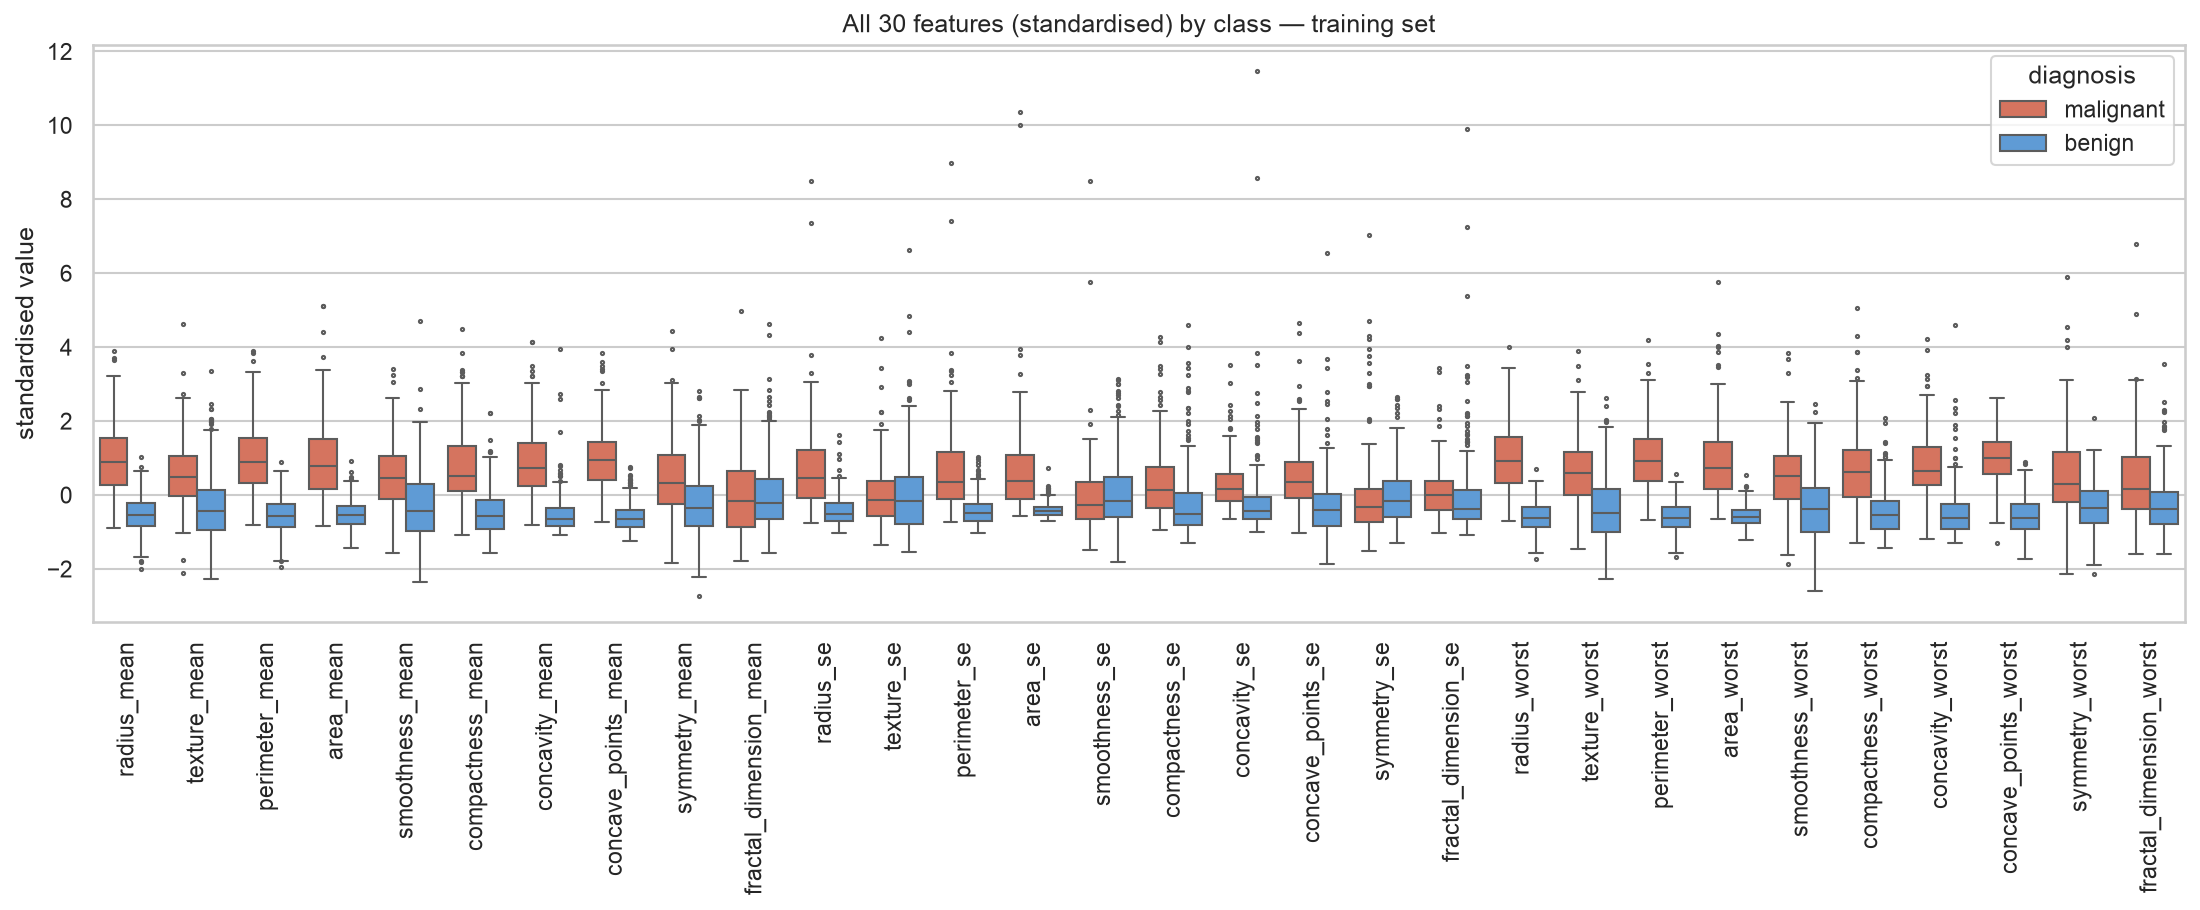 All 30 features (standardised) by class — training set
standardised value
12
10
8
6
4
2
0
−2
diagnosis
malignant
benign
radius_mean
texture_mean
perimeter_mean
area_mean
smoothness_mean
compactness_mean
concavity_mean
concave_points_mean
symmetry_mean
fractal_dimension_mean
radius_se
texture_se
perimeter_se
area_se
smoothness_se
compactness_se
concavity_se
concave_points_se
symmetry_se
fractal_dimension_se
radius_worst
texture_worst
perimeter_worst
area_worst
smoothness_worst
compactness_worst
concavity_worst
concave_points_worst
symmetry_worst
fractal_dimension_worst